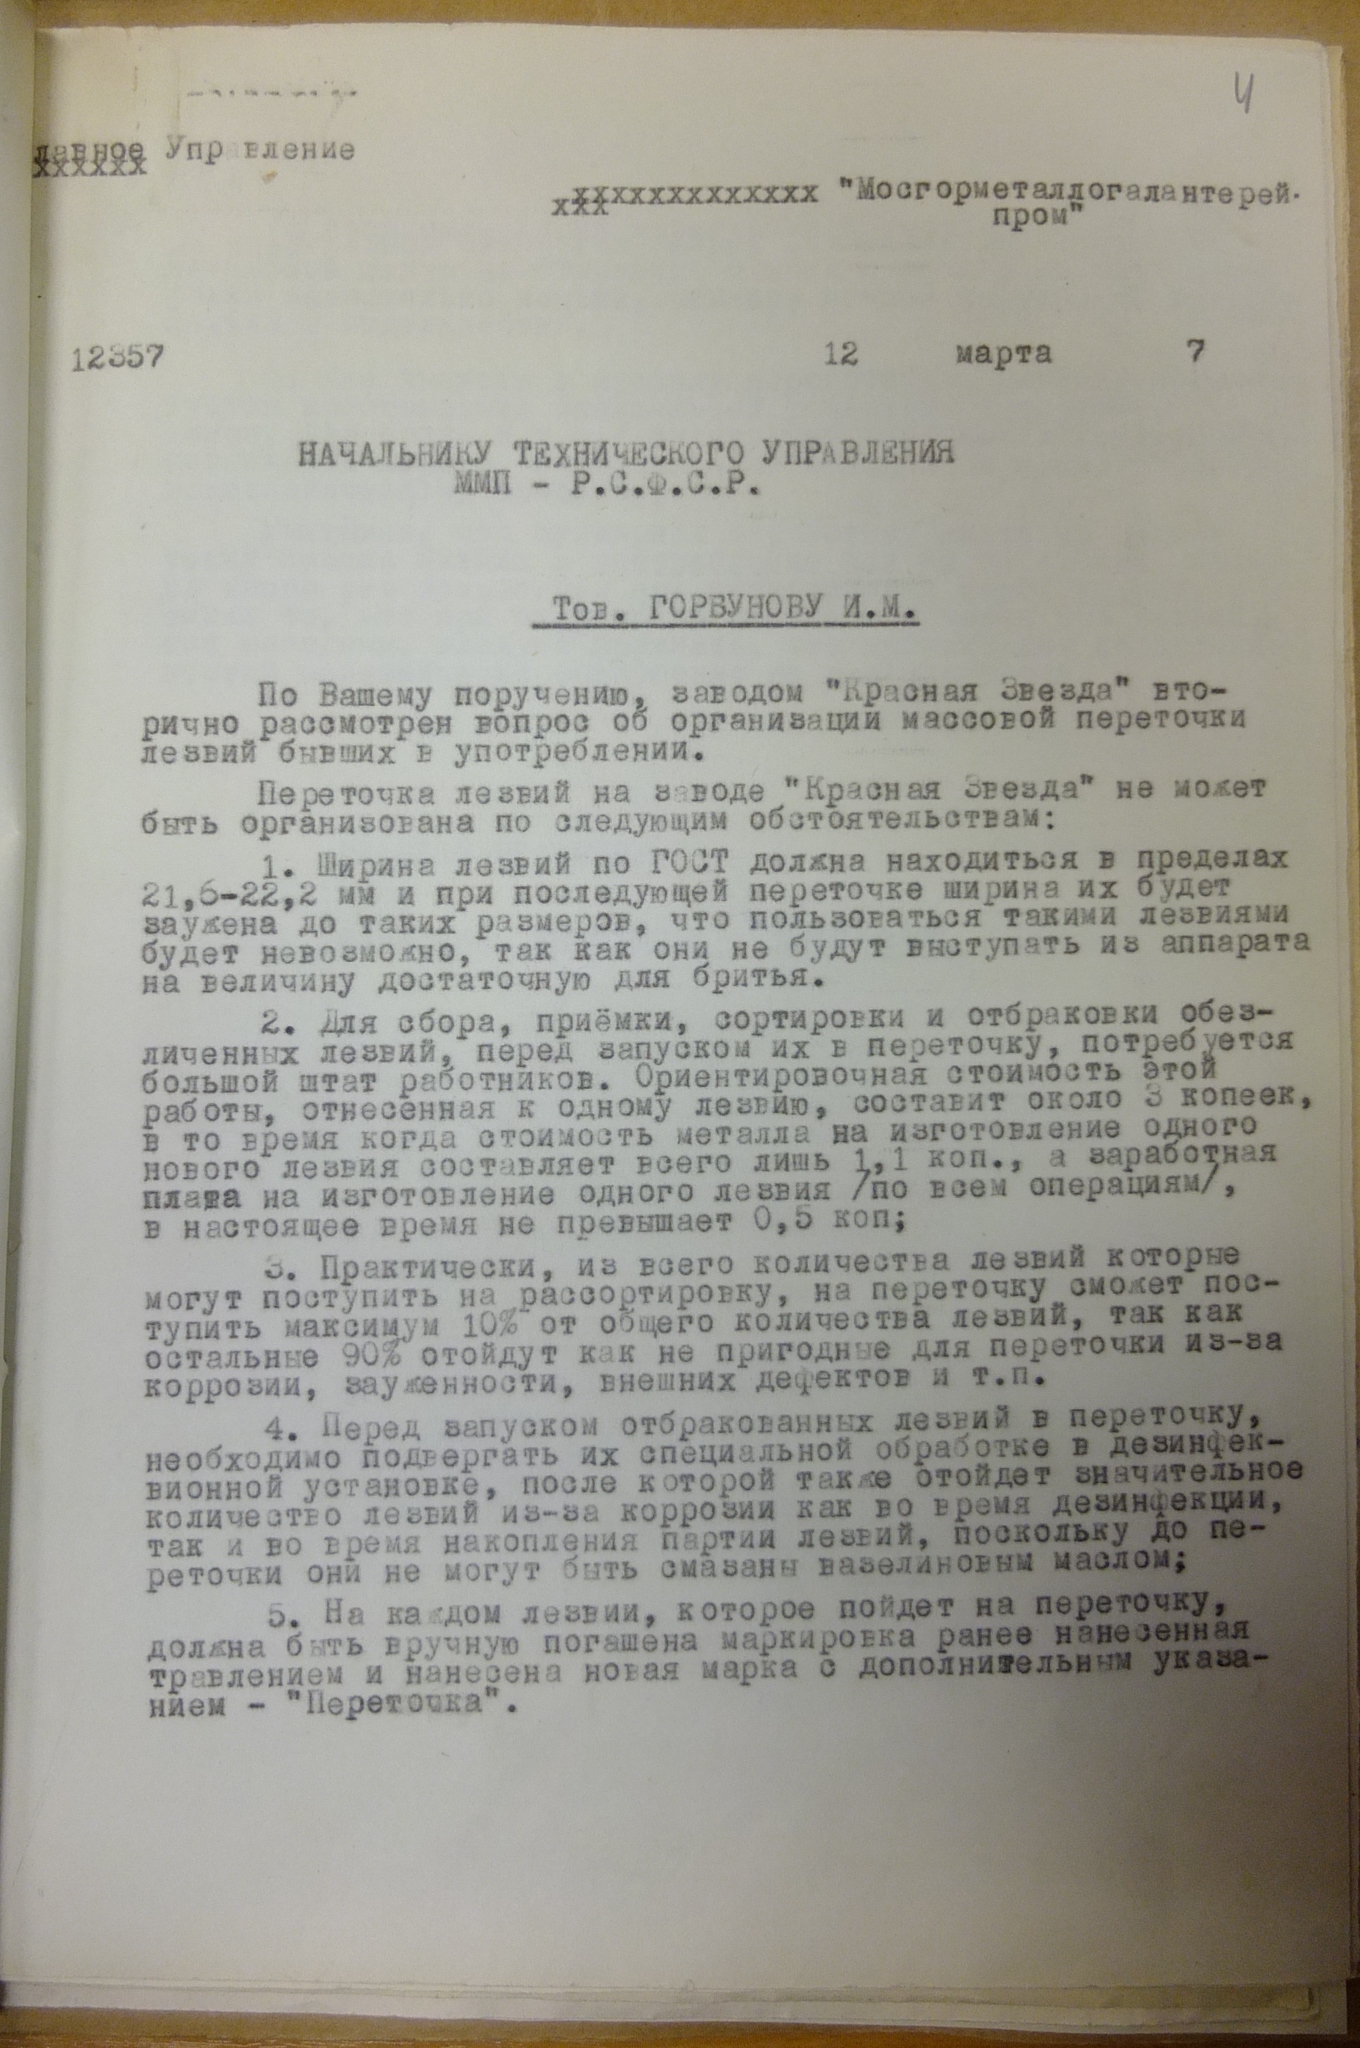 4
лавное Управление
хххххх
ххххххххххххх "Мосгорметаллогалантерей-
ххх
пром"
12357 12 марта 7
НАЧАЛЬНИКУ ТЕХНИЧЕСКОГО УПРАВЛЕНИЯ
ММП - Р.С.Ф.С.Р.
Тов. ГОРБУНОВУ И.М.
По Вашему поручению, заводом "Красная Звезда" вто-
рично рассмотрен вопрос об организации массовой переточки
лезвий бывших в употреблении.
Переточка лезвий на заводе "Красная Звезда" не может
быть организована по следующим обстоятельствам:
1. Ширина лезвий по ГОСТ должна находиться в пределах
21,6-22,2 мм и при последующей переточке ширина их будет
заужена до таких размеров, что пользоваться такими лезвиями
будет невозможно, так как они не будут выступать из аппарата
на величину достаточную для бритья.
2. Для сбора, приёмки, сортировки и отбраковки обез-
личенных лезвий, перед запуском их в переточку, потребуется
большой штат работников. Ориентировочная стоимость этой
работы, отнесенная к одному лезвию, составит около 3 копеек,
в то время когда стоимость металла на изготовление одного
нового лезвия составляет всего лишь 1,1 коп., а заработная
плата на изготовление одного лезвия /по всем операциям/,
в настоящее время не превышает 0,5 коп;
3. Практически, из всего количества лезвий которые
могут поступить на рассортировку, на переточку сможет пос-
тупить максимум 10% от общего количества лезвий, так как
остальные 90% отойдут как не пригодные для переточки из-за
коррозии, зауженности, внешних дефектов и т.п.
4. Перед запуском отбракованных лезвий в переточку,
необходимо подвергать их специальной обработке в дезинфек-
вионной установке, после которой также отойдет значительное
количество лезвий из-за коррозии как во время дезинфекции,
так и во время накопления партии лезвий, поскольку до пе-
реточки они не могут быть смазаны вазелиновым маслом;
5. На каждом лезвии, которое пойдет на переточку,
должна быть вручную погашена маркировка ранее нанесенная
травлением и нанесена новая марка с дополнительным указа-
нием - "Переточка".